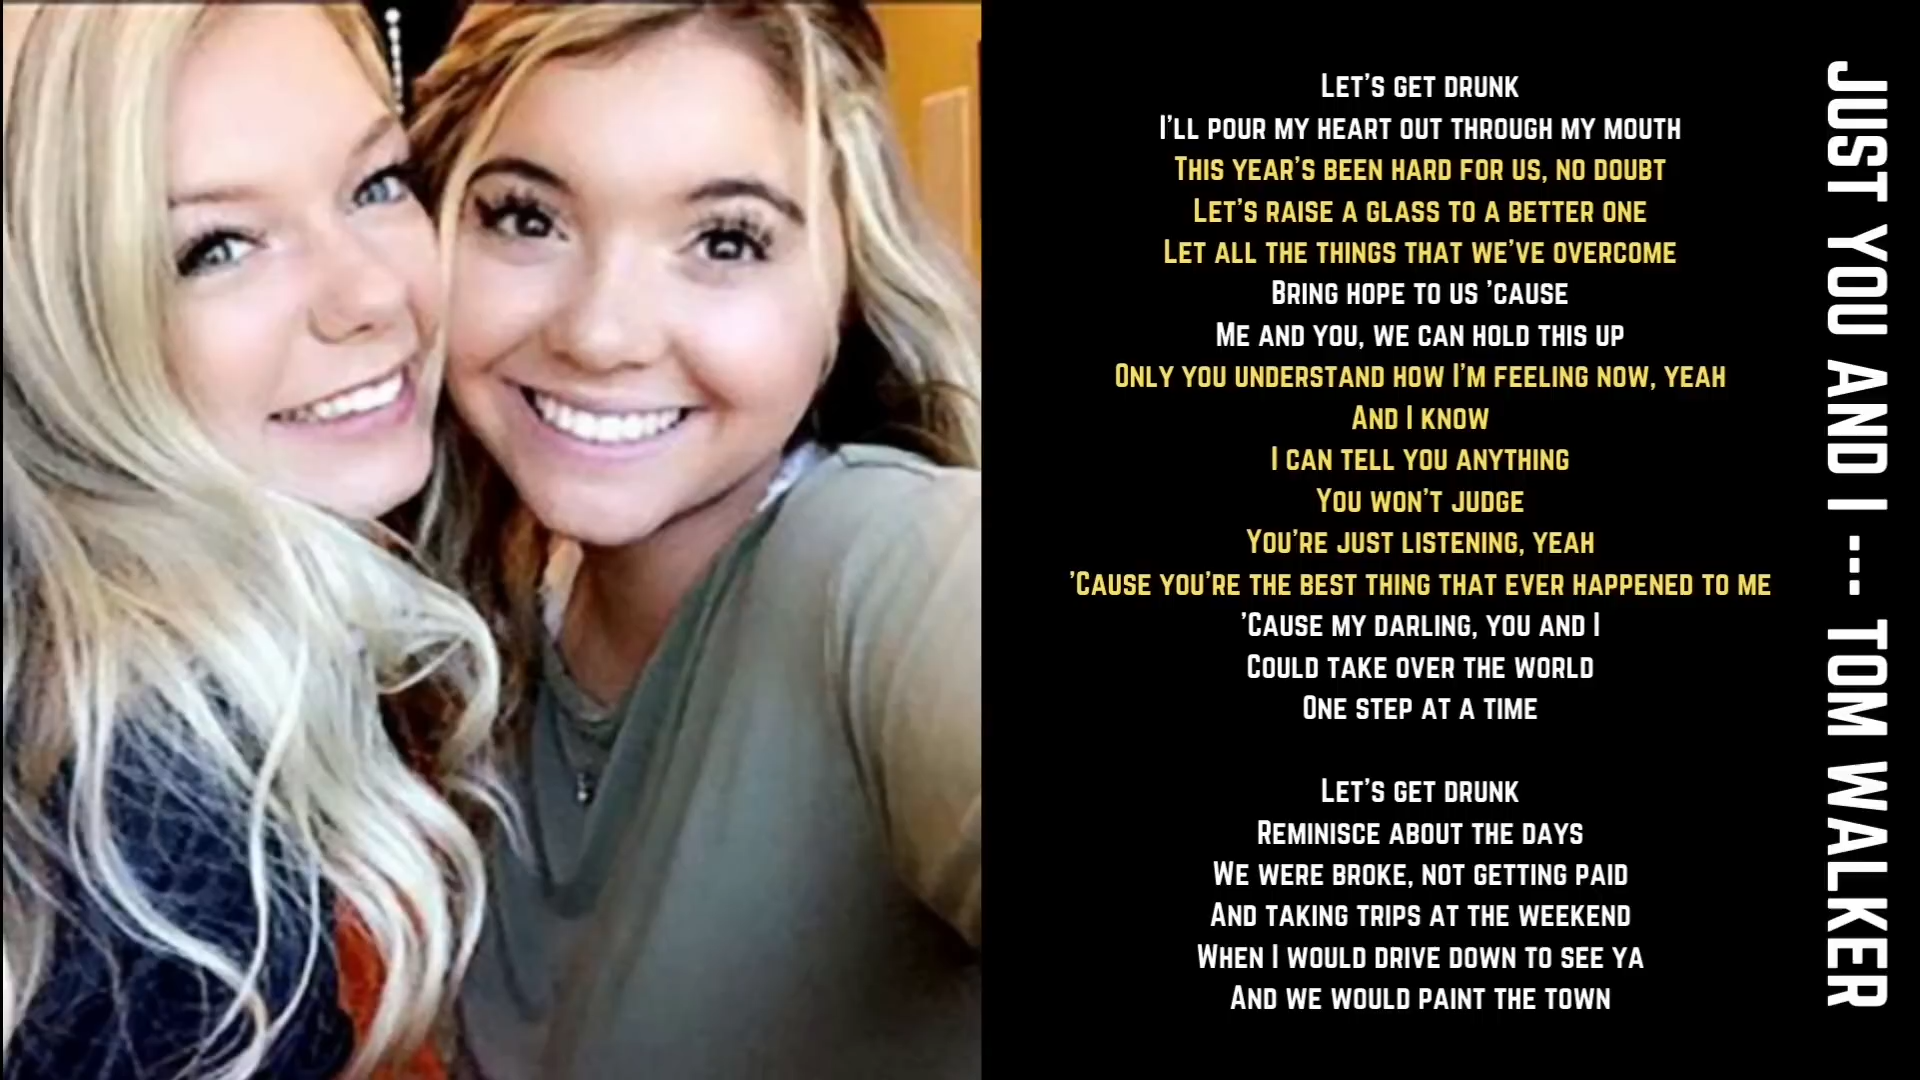 Let's get drunk
I'll pour my heart out through my mouth
This year's been hard for us, no doubt
Let's raise a glass to a better one
Let all the things that we've overcome
Bring hope to us 'cause
Me and you, we can hold this up
Only you understand how I'm feeling now, yeah
And I know
I can tell you anything
You won't judge
You're just listening, yeah
'Cause you're the best thing that ever happened to me
'Cause my darling, you and I
Could take over the world
One step at a time
Let's get drunk
Reminisce about the days
We were broke, not getting paid
And taking trips at the weekend
When I would drive down to see ya
And we would paint the town
JUST YOU AND I --- TOM WALKER